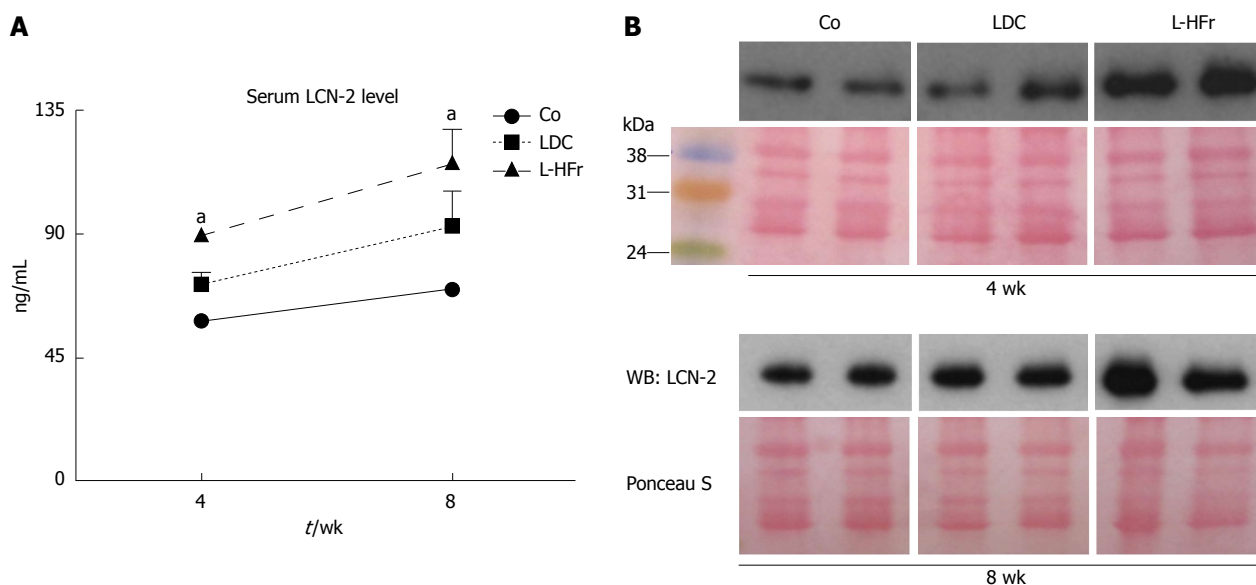 A
Serum LCN-2 level
135
90
45
0
ng/mL
a
a
Co
LDC
L-HFr
4
8
t/wk
B
Co
LDC
L-HFr
kDa
38
31
24
4 wk
WB: LCN-2
Ponceau S
8 wk